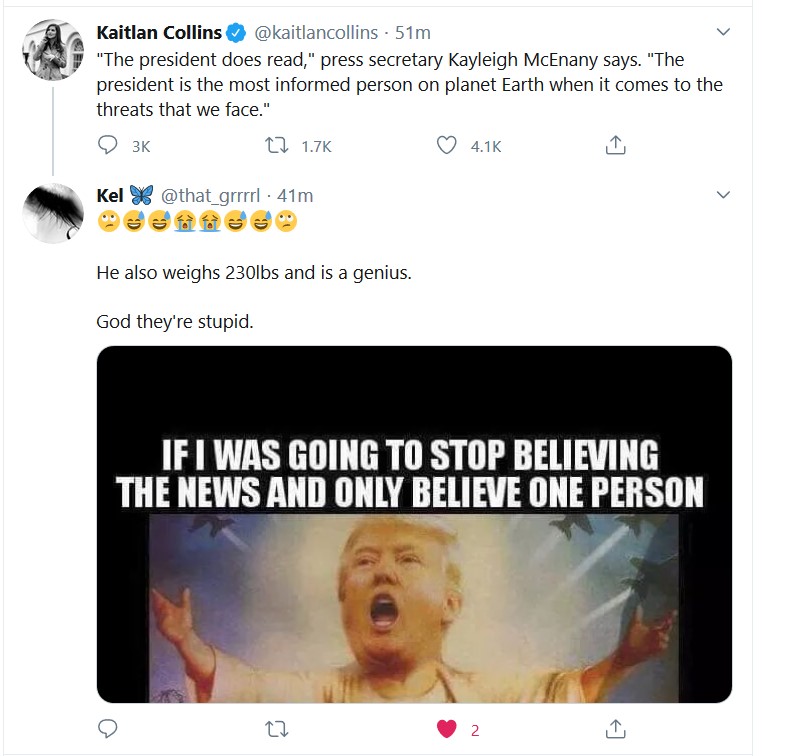 Kaitlan Collins @kaitlancollins · 51m
"The president does read," press secretary Kayleigh McEnany says. "The
president is the most informed person on planet Earth when it comes to the
threats that we face."
3K 1.7K 4.1K
Kel 🦋 @that_grrrrl · 41m
🙄😅😅😭😭😅😅🙄
He also weighs 230lbs and is a genius.
God they're stupid.
IF I WAS GOING TO STOP BELIEVING
THE NEWS AND ONLY BELIEVE ONE PERSON
2